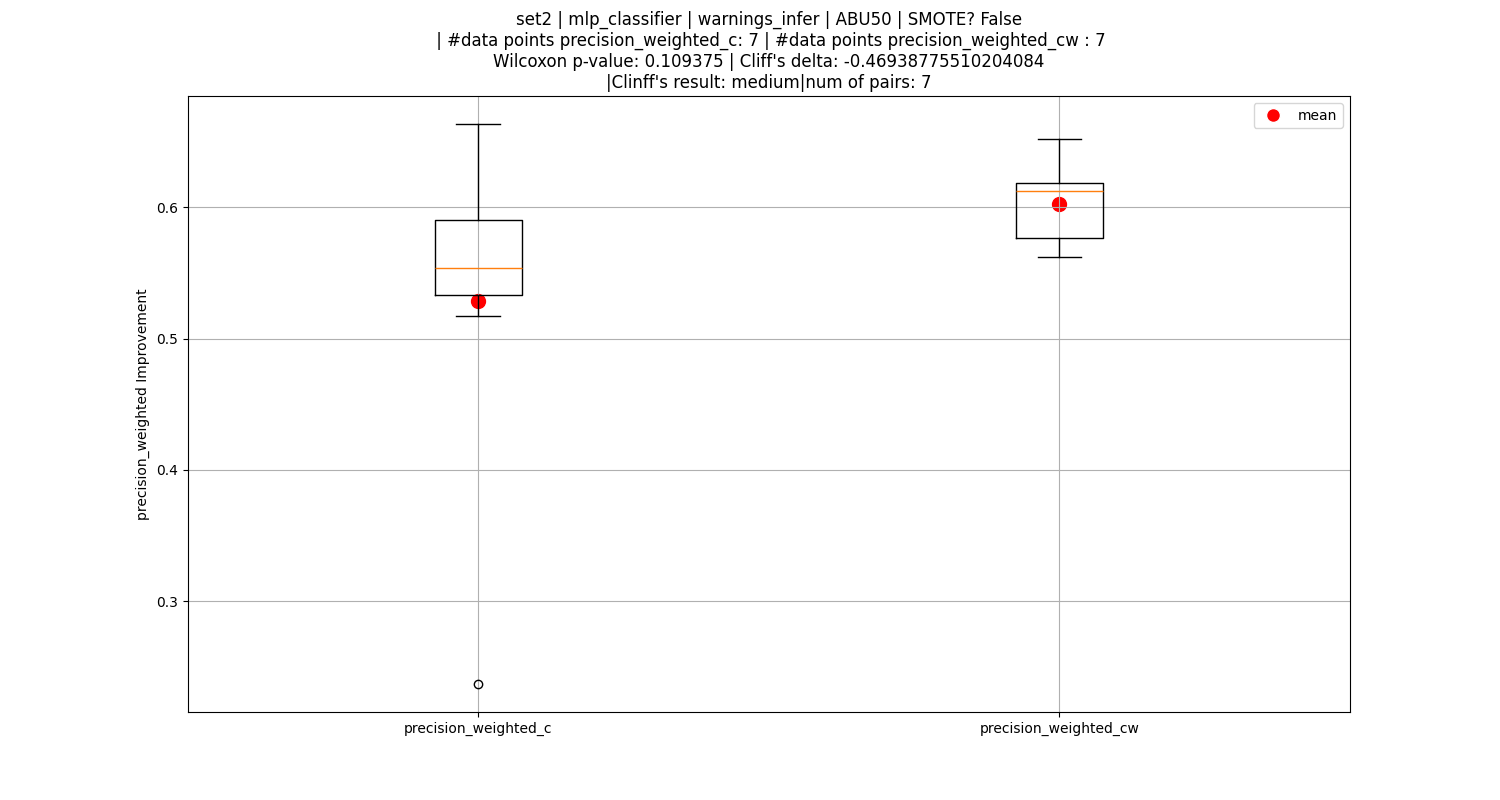 set2 | mlp_classifier | warnings_infer | ABU50 | SMOTE? False
| #data points precision_weighted_c: 7 | #data points precision_weighted_cw : 7
Wilcoxon p-value: 0.109375 | Cliff's delta: -0.46938775510204084
|Clinff's result: medium|num of pairs: 7
mean
precision_weighted Improvement
0.6
0.5
0.4
0.3
precision_weighted_c
precision_weighted_cw